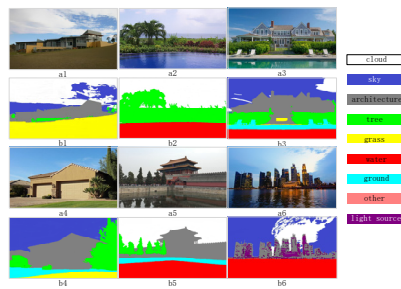 a1
a2
a3
cloud
sky
architecture
tree
grass
water
ground
other
light source
b1
b2
b3
a4
a5
a6
b4
b5
b6